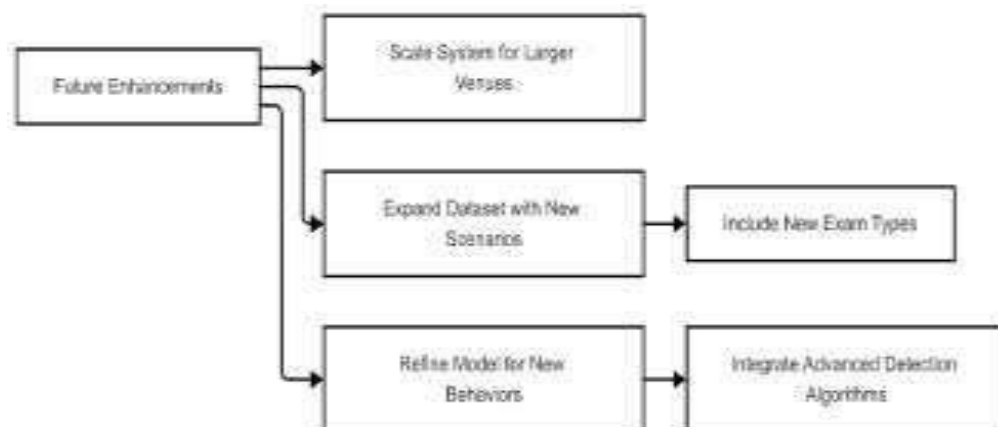 Future Enhancements
Scale System for Larger
Venues
Expand Dataset with New
Scenarios
Include New Exam Types
Refine Model for New
Behaviors
Integrate Advanced Detection
Algorithms